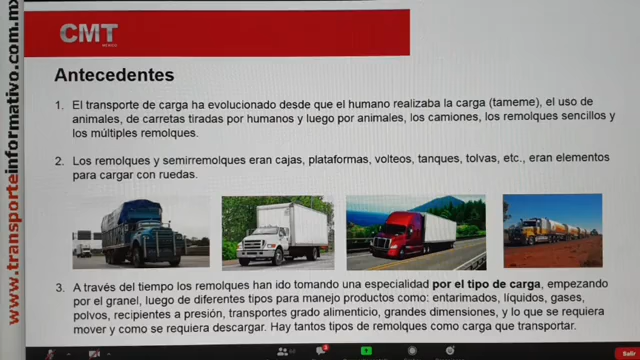 CMT
MÉXICO
Antecedentes
1. El transporte de carga ha evolucionado desde que el humano realizaba la carga (tameme), el uso de
animales, de carretas tiradas por humanos y luego por animales, los camiones, los remolques sencillos y
los múltiples remolques.
2. Los remolques y semirremolques eran cajas, plataformas, volteos, tanques, tolvas, etc., eran elementos
para cargar con ruedas.
3. A través del tiempo los remolques han ido tomando una especialidad por el tipo de carga, empezando
por el granel, luego de diferentes tipos para manejo productos como: entarimados, líquidos, gases,
polvos, recipientes a presión, transportes grado alimenticio, grandes dimensiones, y lo que se requiera
mover y como se requiera descargar. Hay tantos tipos de remolques como carga que transportar.
www.transporteinformativo.com.mx
Salir